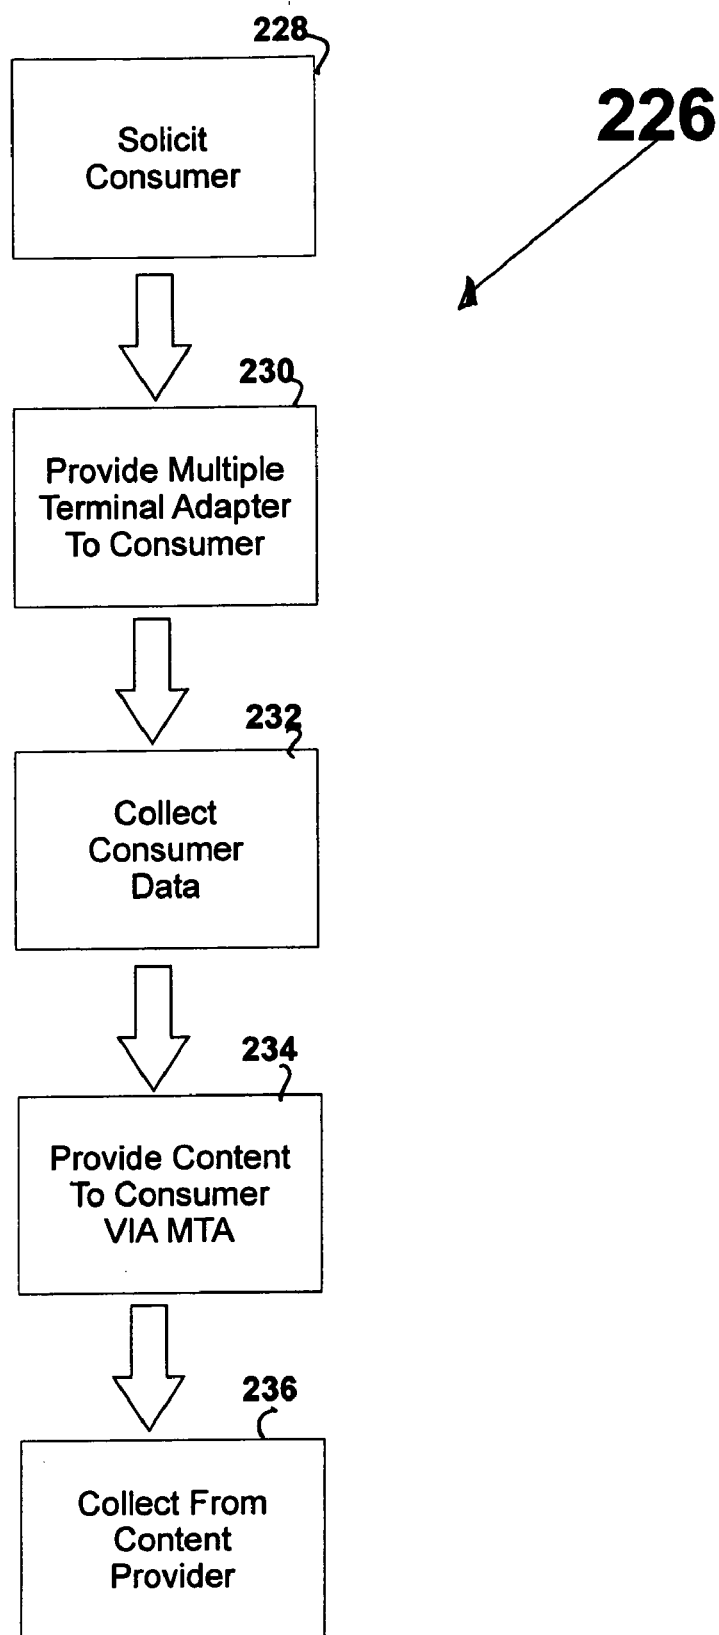 228
226
Solicit
Consumer
230
Provide Multiple
Terminal Adapter
To Consumer
232
Collect
Consumer
Data
234
Provide Content
To Consumer
VIA MTA
236
Collect From
Content
Provider